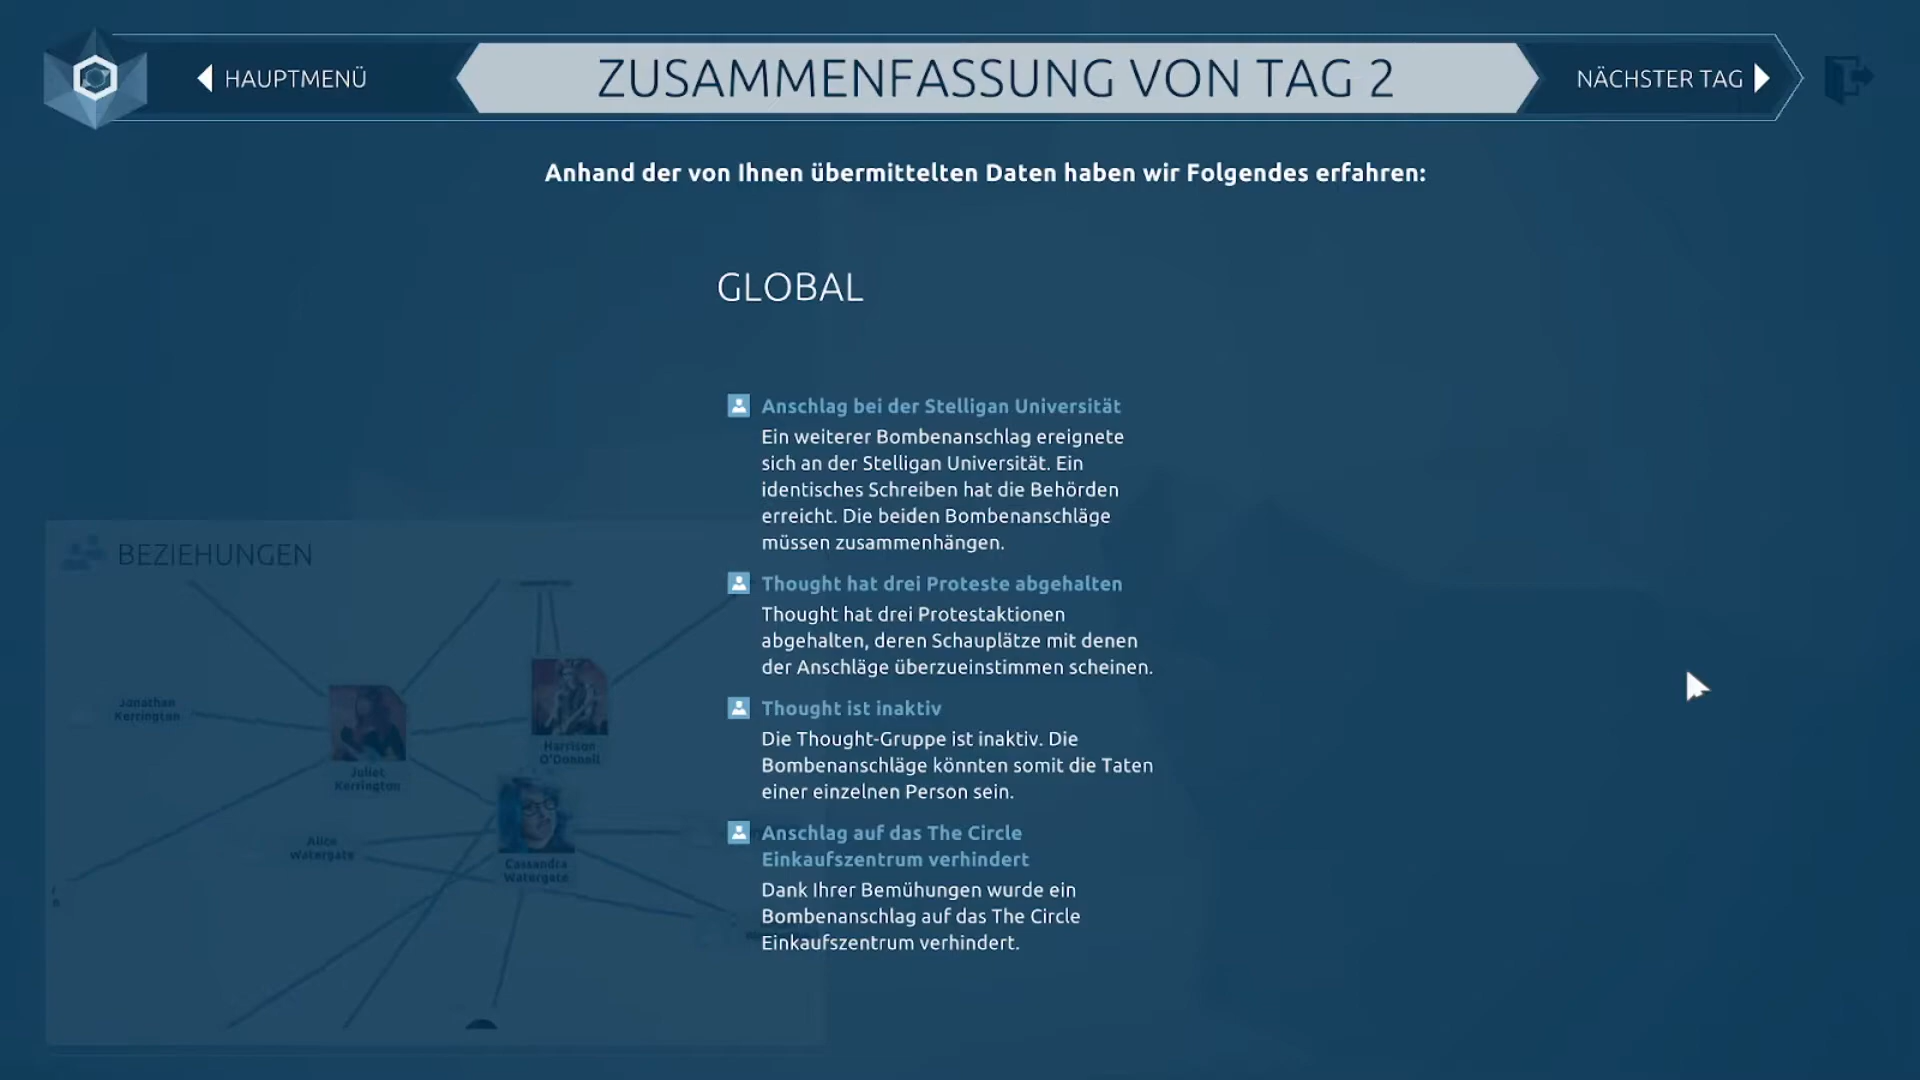 HAUPTMENÜ
ZUSAMMENFASSUNG VON TAG 2
NÄCHSTER TAG
Anhand der von Ihnen übermittelten Daten haben wir Folgendes erfahren:
GLOBAL
Anschlag bei der Stelligan Universität
Ein weiterer Bombenanschlag ereignete
sich an der Stelligan Universität. Ein
identisches Schreiben hat die Behörden
erreicht. Die beiden Bombenanschläge
müssen zusammenhängen.
Thought hat drei Proteste abgehalten
Thought hat drei Protestaktionen
abgehalten, deren Schauplätze mit denen
der Anschläge überzueinstimmen scheinen.
Thought ist inaktiv
Die Thought-Gruppe ist inaktiv. Die
Bombenanschläge könnten somit die Taten
einer einzelnen Person sein.
Anschlag auf das The Circle
Einkaufszentrum verhindert
Dank Ihrer Bemühungen wurde ein
Bombenanschlag auf das The Circle
Einkaufszentrum verhindert.
BEZIEHUNGEN
Jonathan
Kerrington
Juliet
Kerrington
Harrison
O'Donnell
Alice
Watergate
Cassandra
Watergate